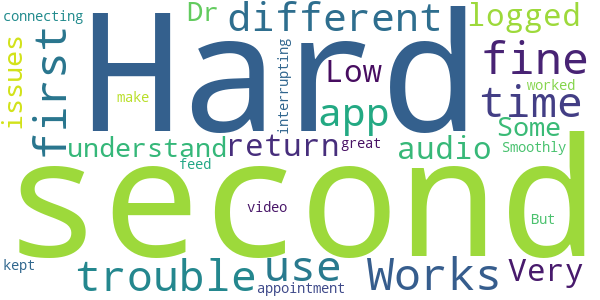 connecting Dr different logged
issues first Hard Low fine
make interrupting app time worked
understand return great audio Some Smoothly
feed
second
video But
kept trouble use Works Very
appointment